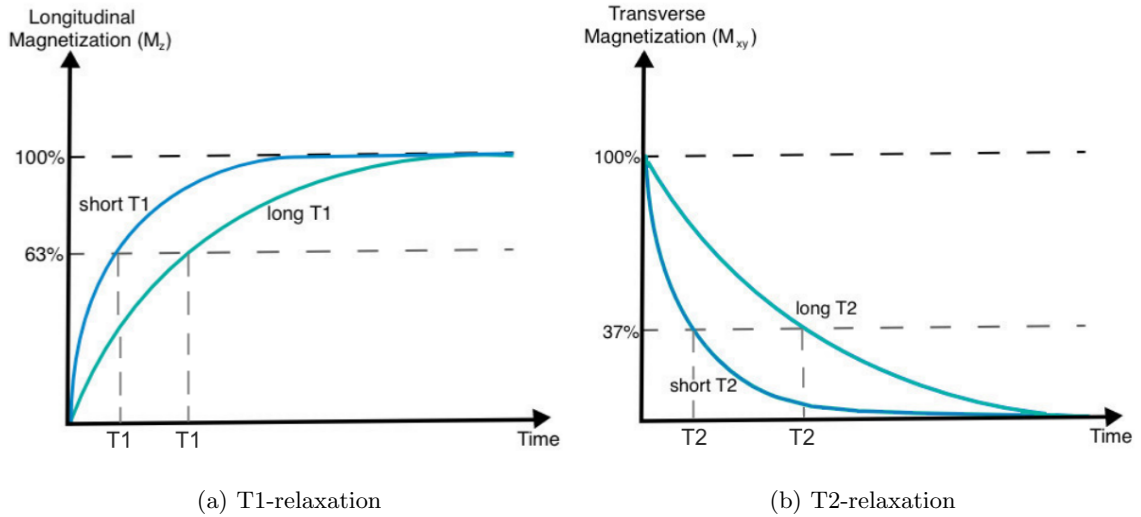 Longitudinal
Magnetization (Mz)
100%
short T1
long T1
63%
T1 T1
Time
(a) T1-relaxation
Transverse
Magnetization (Mxy)
100%
long T2
37%
short T2
T2 T2
Time
(b) T2-relaxation